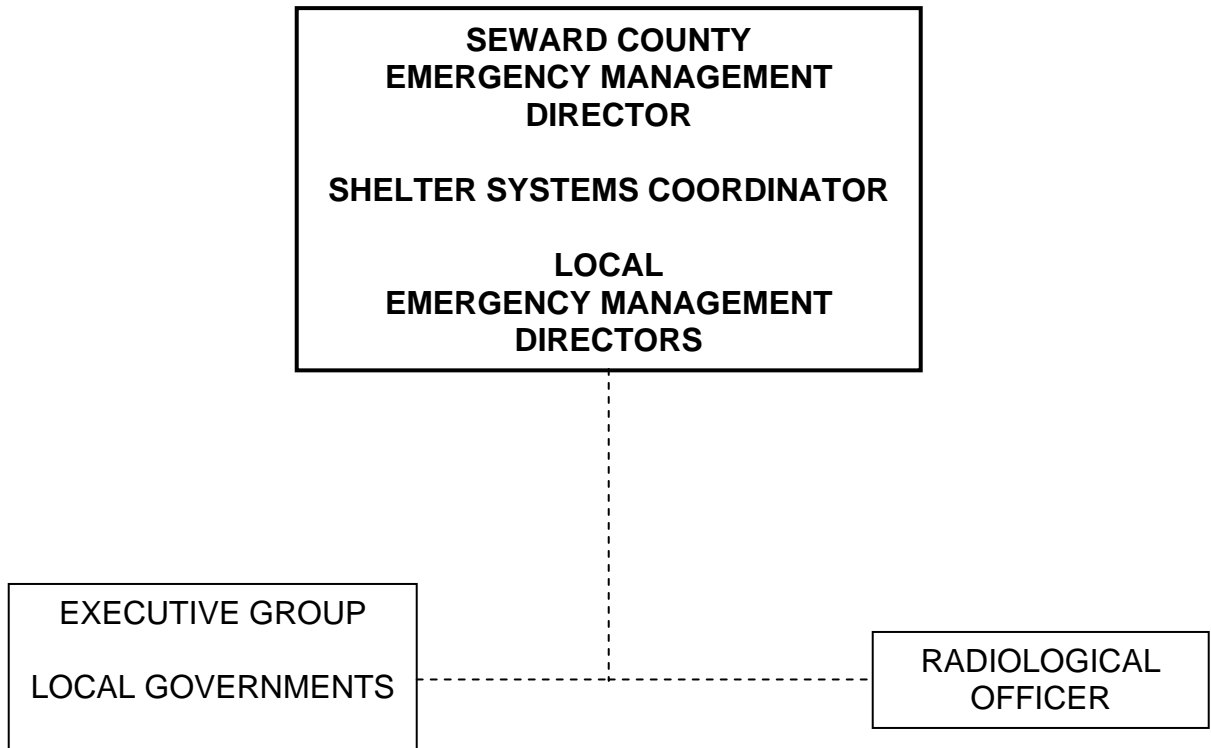 SEWARD COUNTY
EMERGENCY MANAGEMENT
DIRECTOR
SHELTER SYSTEMS COORDINATOR
LOCAL
EMERGENCY MANAGEMENT
DIRECTORS
EXECUTIVE GROUP
LOCAL GOVERNMENTS
RADIOLOGICAL
OFFICER